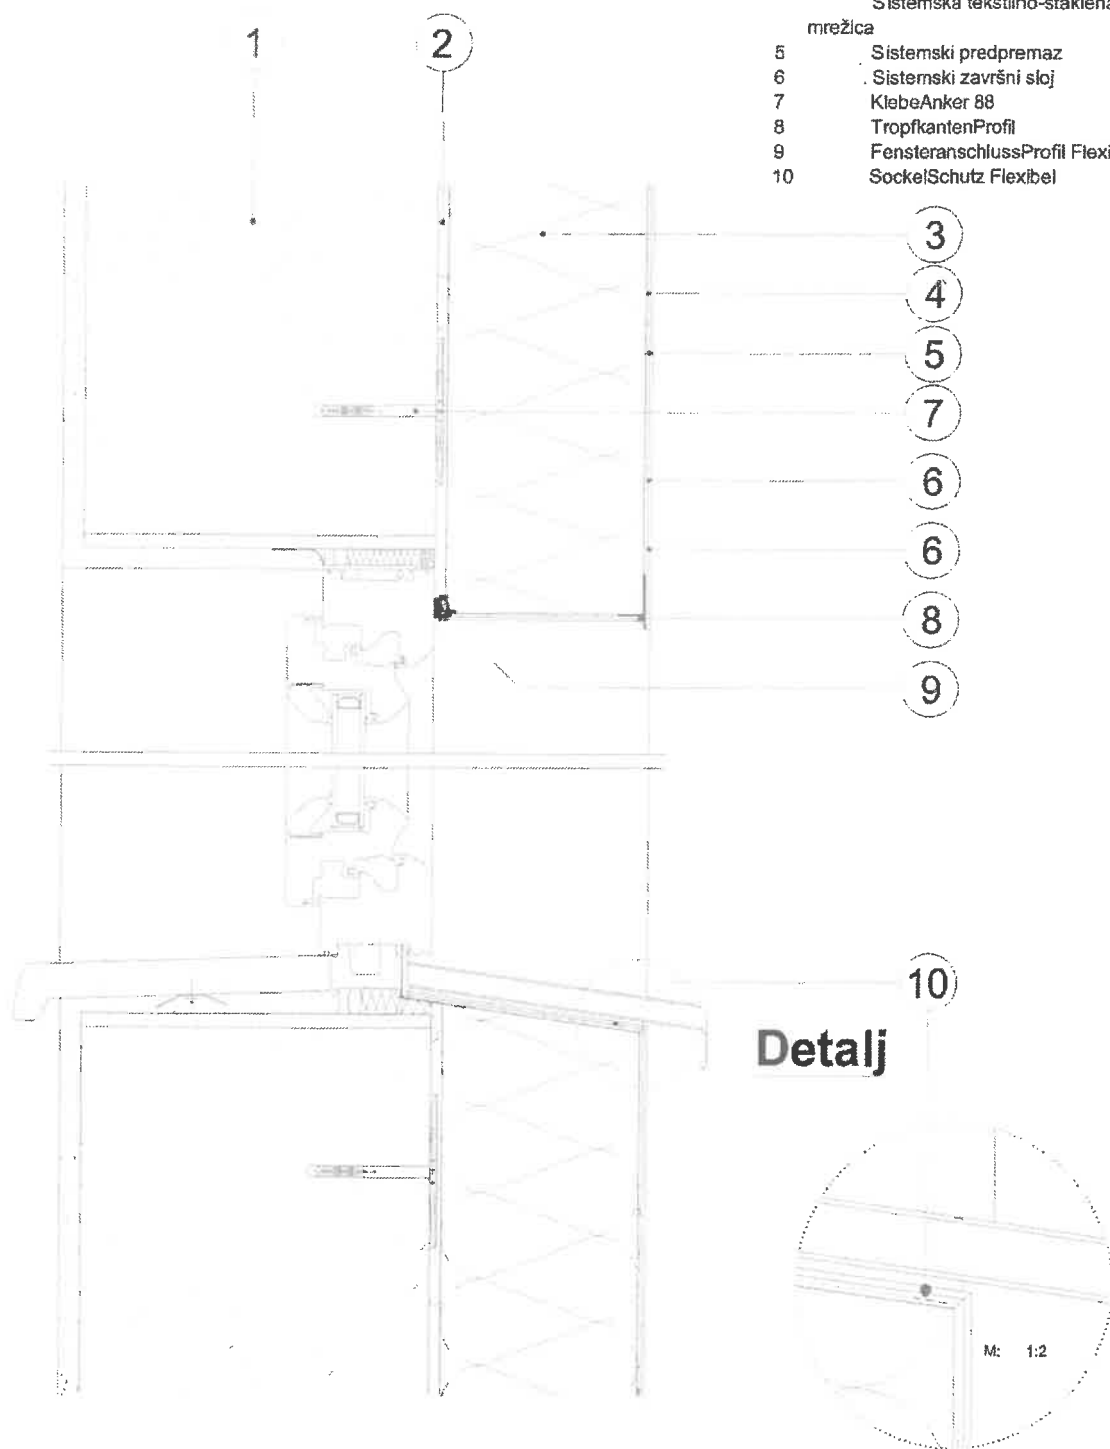 Sistemska tekstilno-staklena
mrežica
5 Sistemski predpremaz
6 Sistemski završni sloj
7 KlebeAnker 88
8 TropfkantenProfil
9 FensteranschlussProfil Flexi
10 SockelSchutz Flexibel
1
2
3
4
5
7
6
6
8
9
10
Detalj
M: 1:2